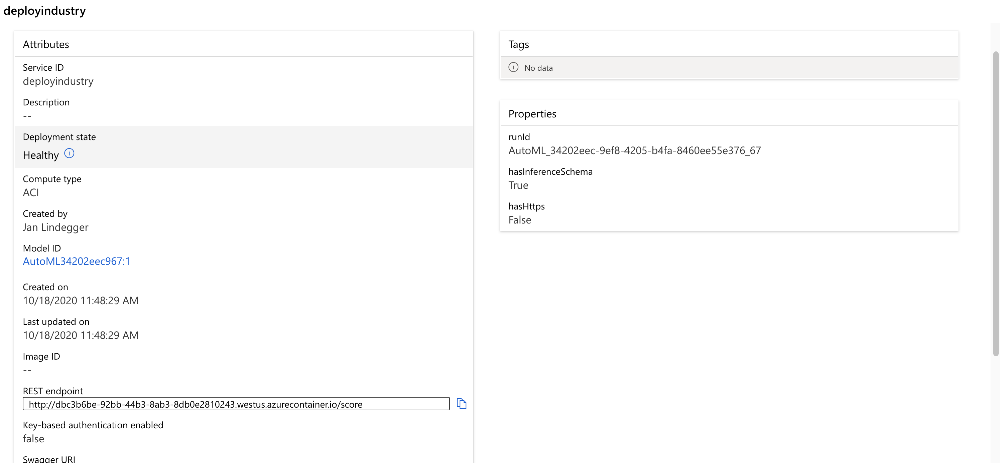 deployindustry
Attributes
Service ID
deployindustry
Description
--
Deployment state
Healthy
Compute type
ACI
Created by
Jan Lindegger
Model ID
AutoML34202eec967:1
Created on
10/18/2020 11:48:29 AM
Last updated on
10/18/2020 11:48:29 AM
Image ID
--
REST endpoint
http://dbc3b6be-92bb-44b3-8ab3-8db0e2810243.westus.azurecontainer.io/score
Key-based authentication enabled
false
Swagger URI
Tags
No data
Properties
runId
AutoML_34202eec-9ef8-4205-b4fa-8460ee55e376_67
hasInferenceSchema
True
hasHttps
False